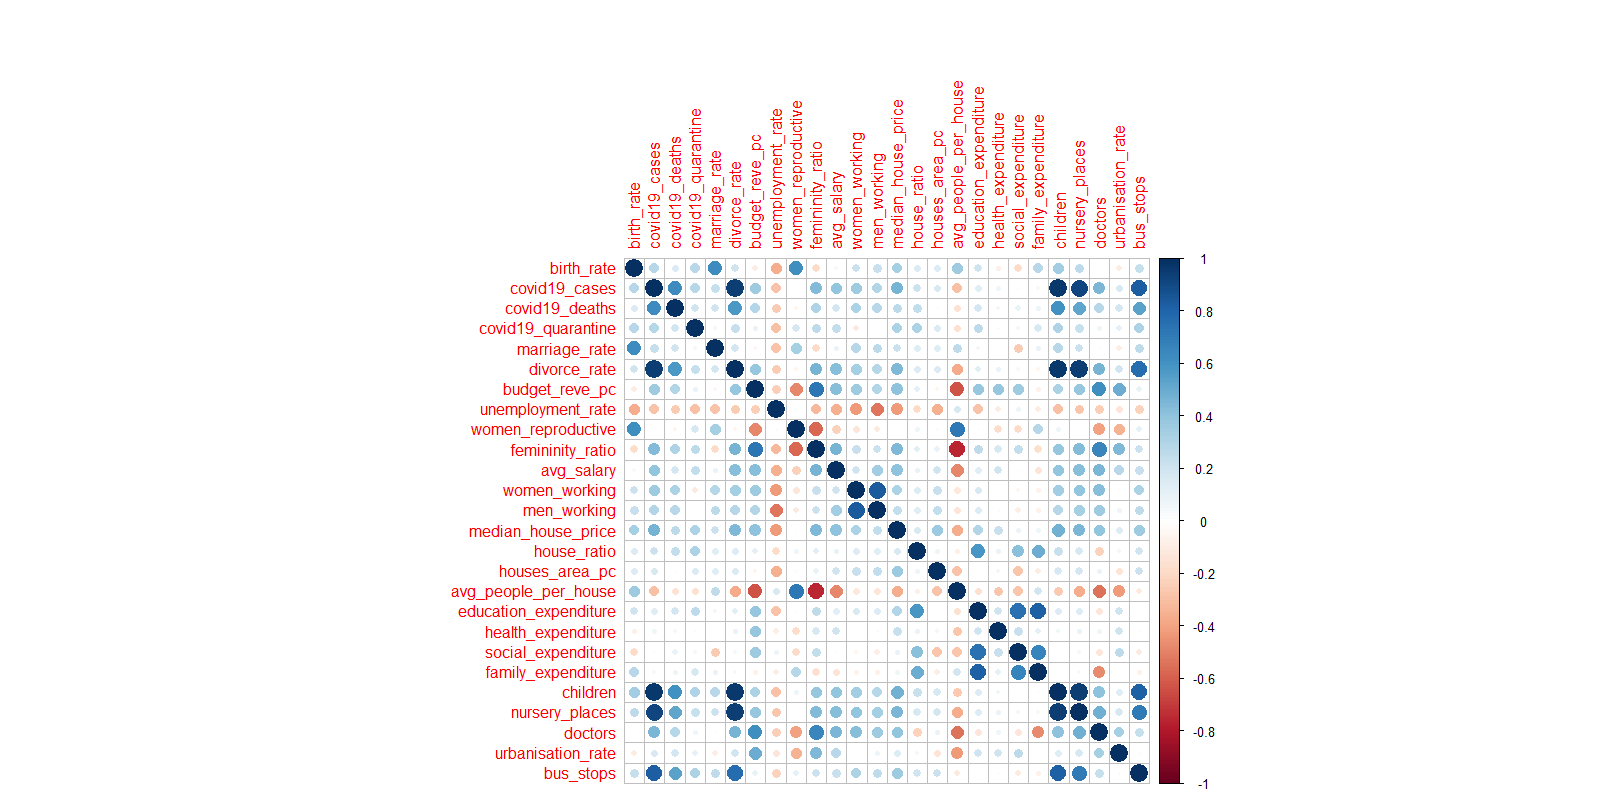 birth_rate
covid19_cases
covid19_deaths
covid19_quarantine
marriage_rate
divorce_rate
budget_reve_pc
unemployment_rate
women_reproductive
femininity_ratio
avg_salary
women_working
men_working
median_house_price
house_ratio
houses_area_pc
avg_people_per_house
education_expenditure
health_expenditure
social_expenditure
family_expenditure
children
nursery_places
doctors
urbanisation_rate
bus_stops
birth_rate
covid19_cases
covid19_deaths
covid19_quarantine
marriage_rate
divorce_rate
budget_reve_pc
unemployment_rate
women_reproductive
femininity_ratio
avg_salary
women_working
men_working
median_house_price
house_ratio
houses_area_pc
avg_people_per_house
education_expenditure
health_expenditure
social_expenditure
family_expenditure
children
nursery_places
doctors
urbanisation_rate
bus_stops
1
0.8
0.6
0.4
0.2
0
-0.2
-0.4
-0.6
-0.8
-1